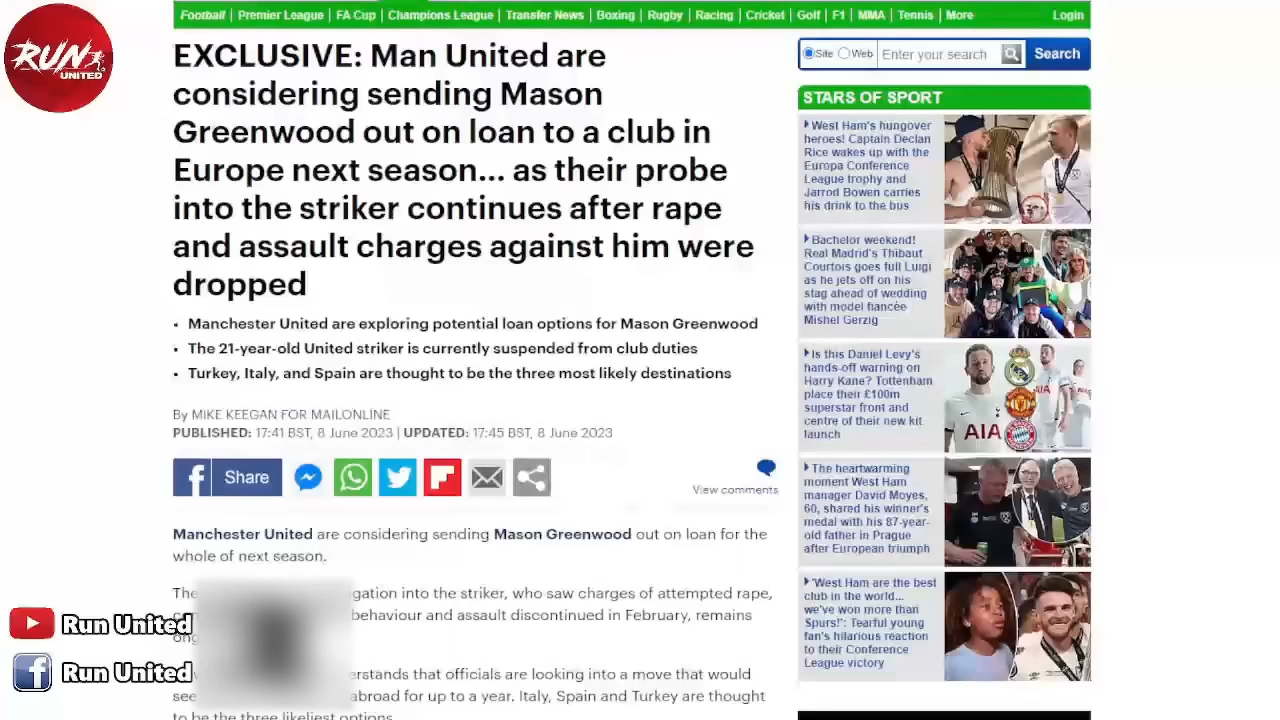 Football | Premier League | FA Cup | Champions League | Transfer News | Boxing | Rugby | Racing | Cricket | Golf | F1 | MMA | Tennis | More
Login
RUN
UNITED
EXCLUSIVE: Man United are
considering sending Mason
Greenwood out on loan to a club in
Europe next season... as their probe
into the striker continues after rape
and assault charges against him were
dropped
• Manchester United are exploring potential loan options for Mason Greenwood
• The 21-year-old United striker is currently suspended from club duties
• Turkey, Italy, and Spain are thought to be the three most likely destinations
By MIKE KEEGAN FOR MAILONLINE
PUBLISHED: 17:41 BST, 8 June 2023 | UPDATED: 17:45 BST, 8 June 2023
Share
View comments
Manchester United are considering sending Mason Greenwood out on loan for the
whole of next season.
The gation into the striker, who saw charges of attempted rape,
behaviour and assault discontinued in February, remains
erstands that officials are looking into a move that would
see abroad for up to a year. Italy, Spain and Turkey are thought
to be the three likeliest options.
Run United
Run United
Site Web Enter your search Search
STARS OF SPORT
West Ham's hungover
heroes! Captain Declan
Rice wakes up with the
Europa Conference
League trophy and
Jarrod Bowen carries
his drink to the bus
Bachelor weekend!
Real Madrid's Thibaut
Courtois goes full Luigi
as he jets off on his
stag ahead of wedding
with model fiancèe
Mishel Gerzig
Is this Daniel Levy's
hands-off warning on
Harry Kane? Tottenham
place their £100m
superstar front and
centre of their new kit
launch
AIA
The heartwarming
moment West Ham
manager David Moyes,
60, shared his winner's
medal with his 87-year-
old father in Prague
after European triumph
'West Ham are the best
club in the world...
we've won more than
Spurs!': Tearful young
fan's hilarious reaction
to their Conference
League victory